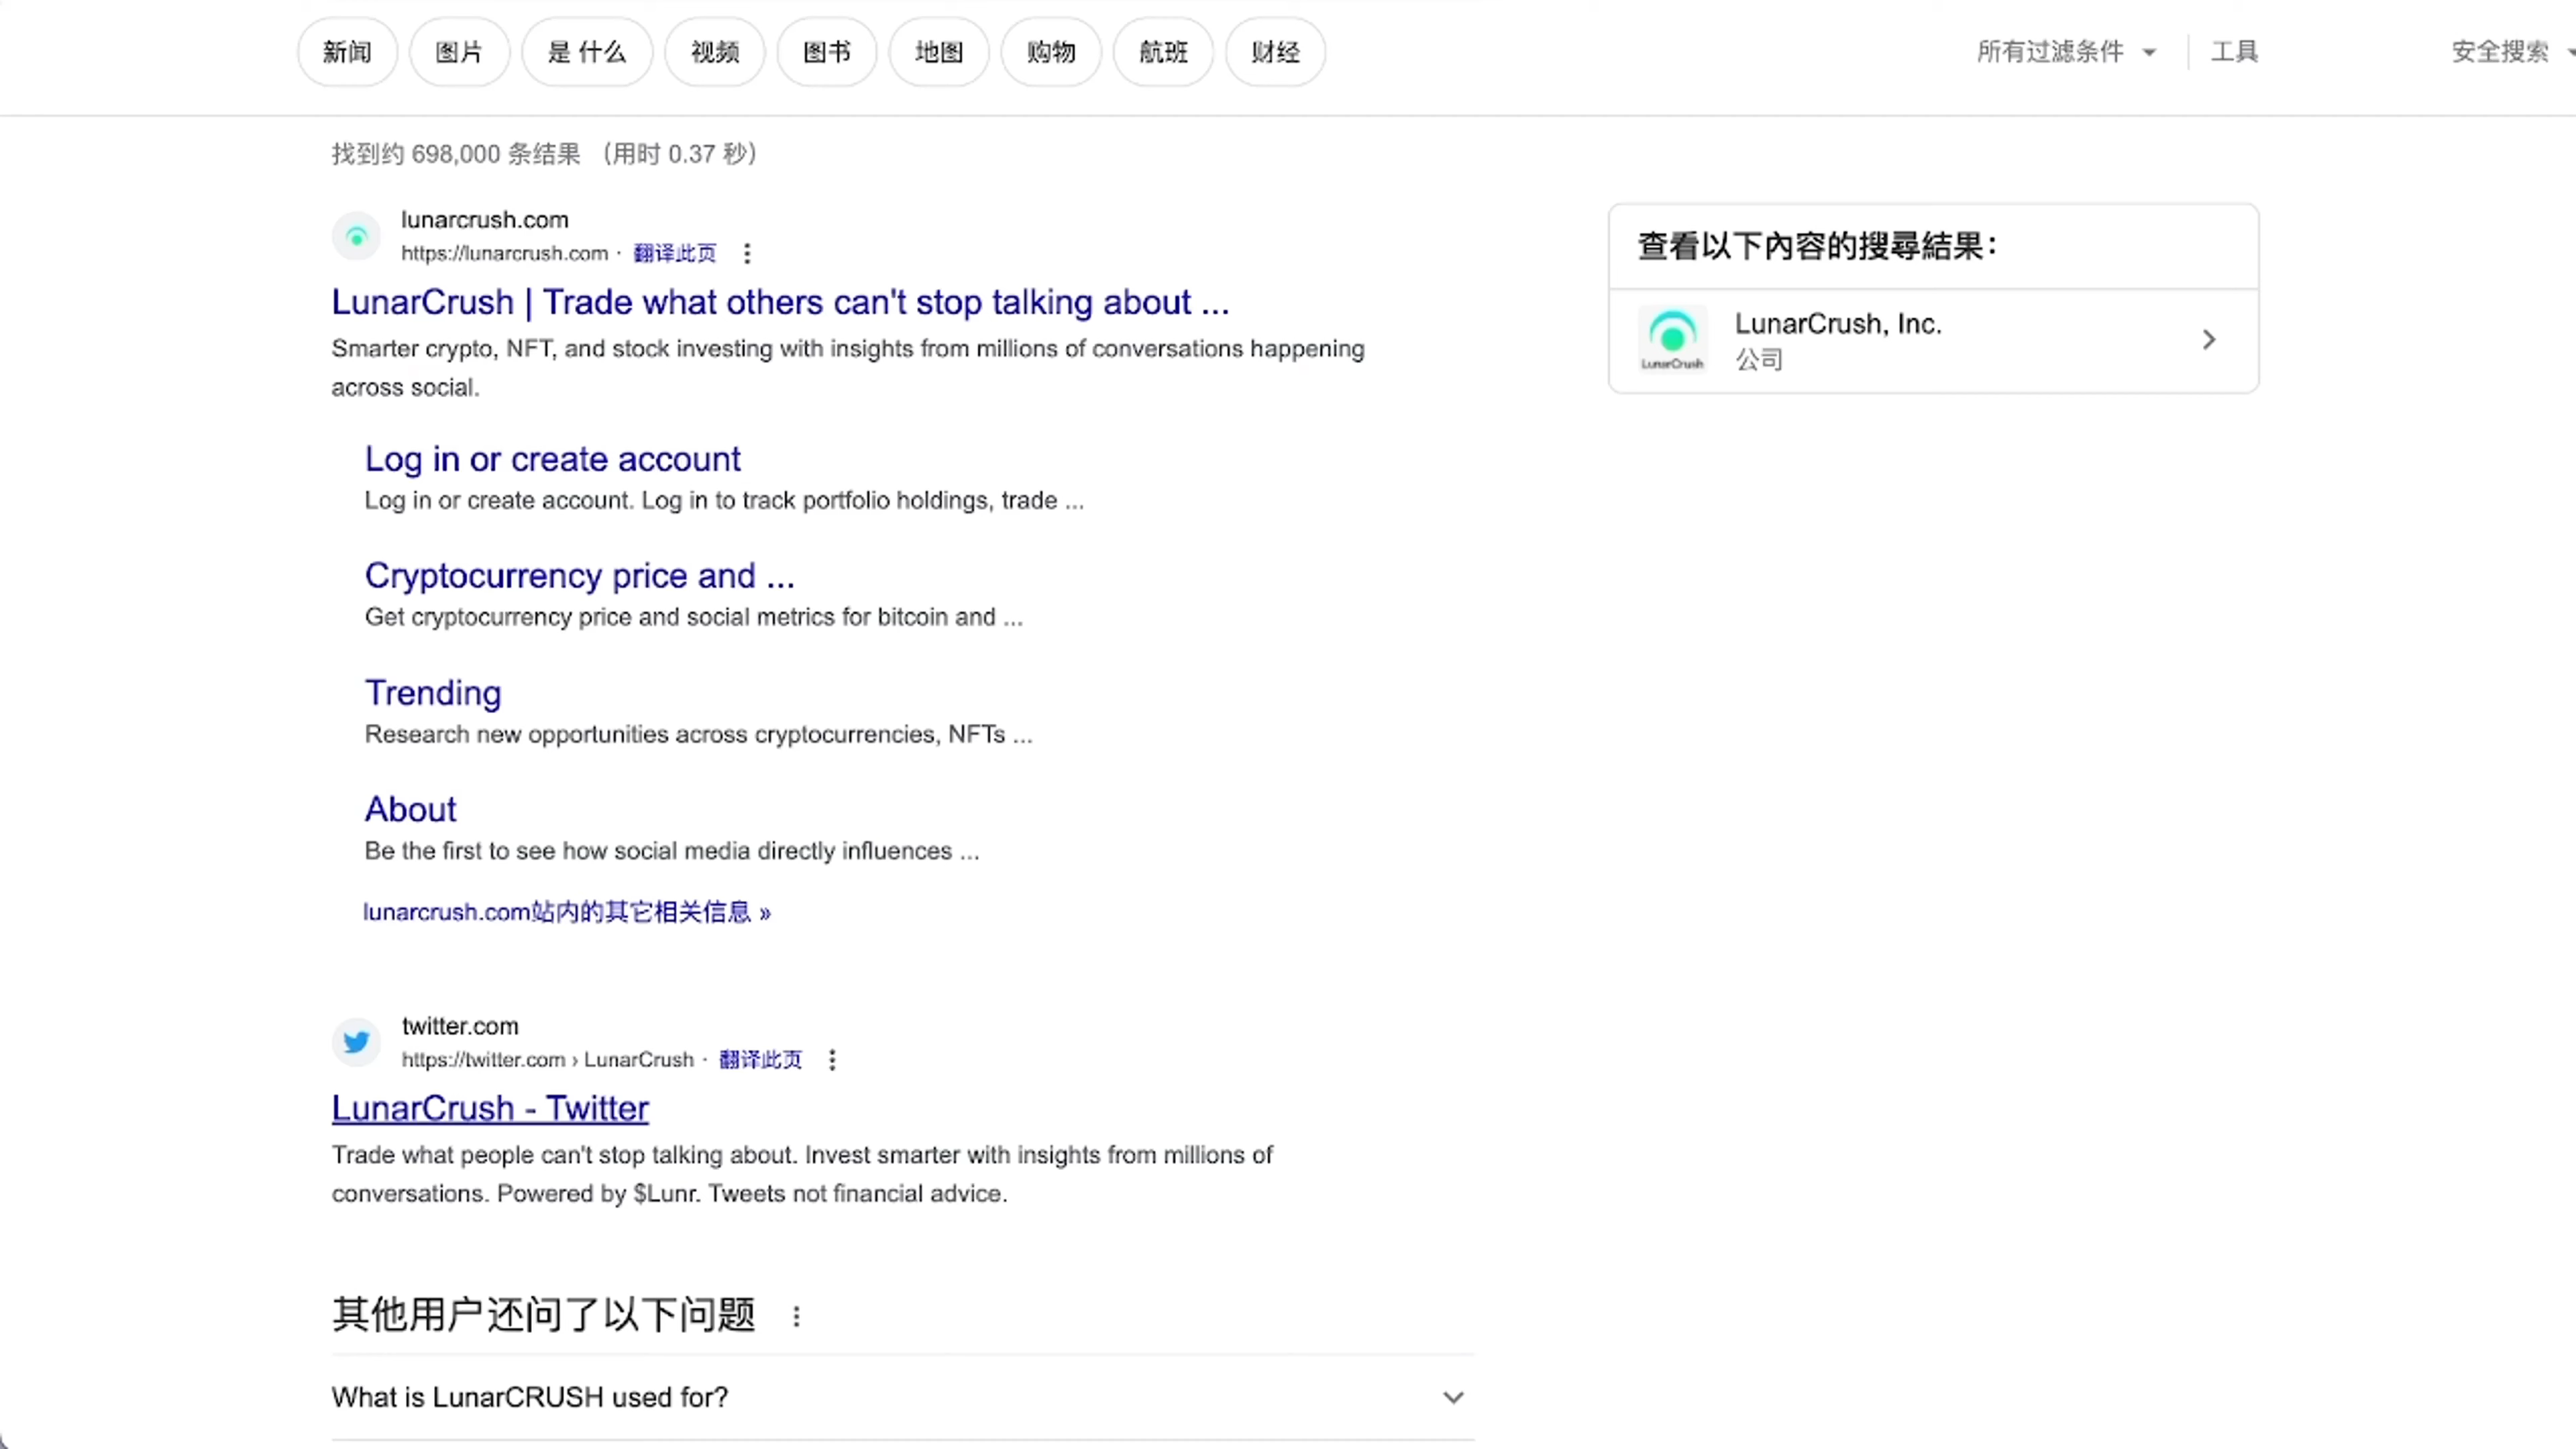 新闻 图片 是 什么 视频 图书 地图 购物 航班 财经 所有过滤条件 工具 安全搜索
找到约 698,000 条结果 （用时 0.37 秒）
lunarcrush.com
https://lunarcrush.com · 翻译此页
LunarCrush | Trade what others can't stop talking about ...
Smarter crypto, NFT, and stock investing with insights from millions of conversations happening
across social.
Log in or create account
Log in or create account. Log in to track portfolio holdings, trade ...
Cryptocurrency price and ...
Get cryptocurrency price and social metrics for bitcoin and ...
Trending
Research new opportunities across cryptocurrencies, NFTs ...
About
Be the first to see how social media directly influences ...
lunarcrush.com站内的其它相关信息 »
twitter.com
https://twitter.com › LunarCrush · 翻译此页
LunarCrush - Twitter
Trade what people can't stop talking about. Invest smarter with insights from millions of
conversations. Powered by $Lunr. Tweets not financial advice.
其他用户还问了以下问题
What is LunarCRUSH used for?
查看以下內容的搜尋結果：
LunarCrush
LunarCrush, Inc.
公司